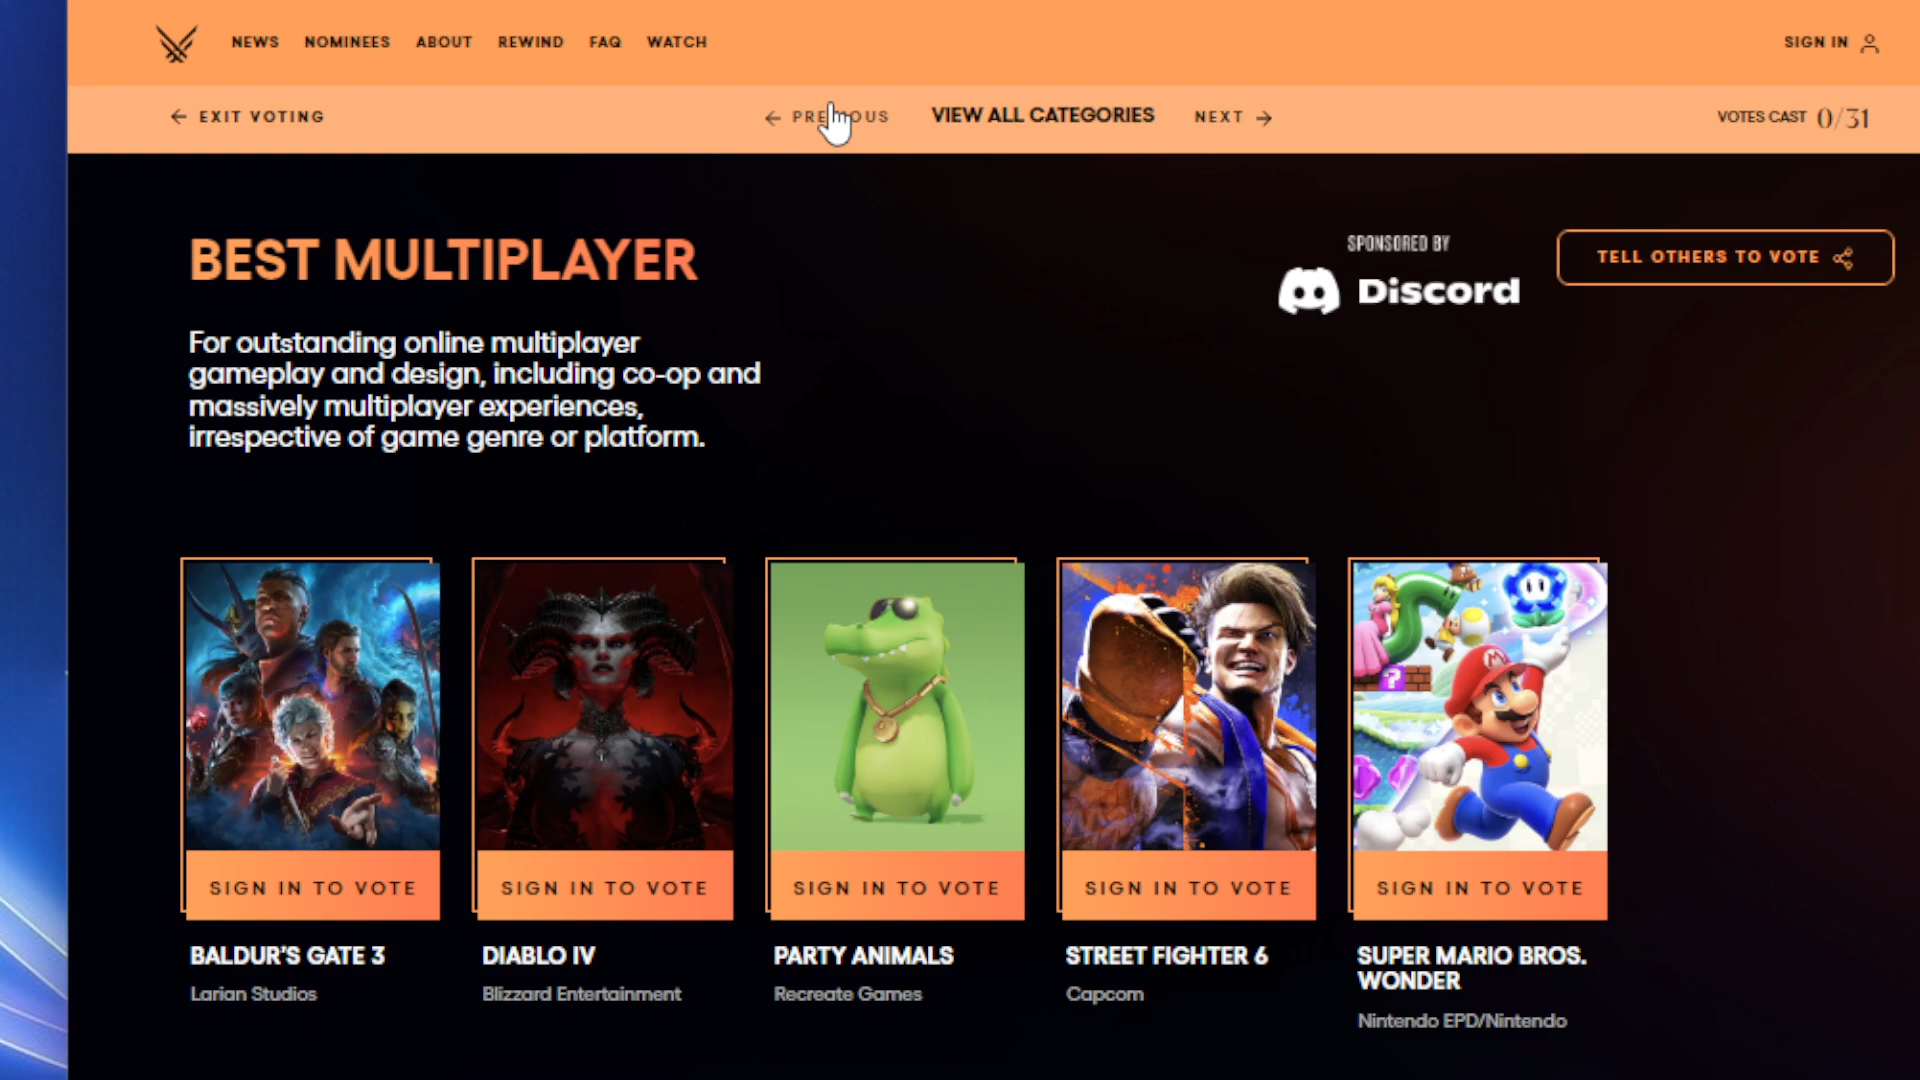 NEWS NOMINEES ABOUT REWIND FAQ WATCH SIGN IN
← EXIT VOTING ← VIEW ALL CATEGORIES NEXT → VOTES CAST 0/31
BEST MULTIPLAYER
SPONSORED BY
Discord
TELL OTHERS TO VOTE
For outstanding online multiplayer
gameplay and design, including co-op and
massively multiplayer experiences,
irrespective of game genre or platform.
SIGN IN TO VOTE SIGN IN TO VOTE SIGN IN TO VOTE SIGN IN TO VOTE SIGN IN TO VOTE
BALDUR'S GATE 3
Larian Studios
DIABLO IV
Blizzard Entertainment
PARTY ANIMALS
Recreate Games
STREET FIGHTER 6
Capcom
SUPER MARIO BROS.
WONDER
Nintendo EPD/Nintendo